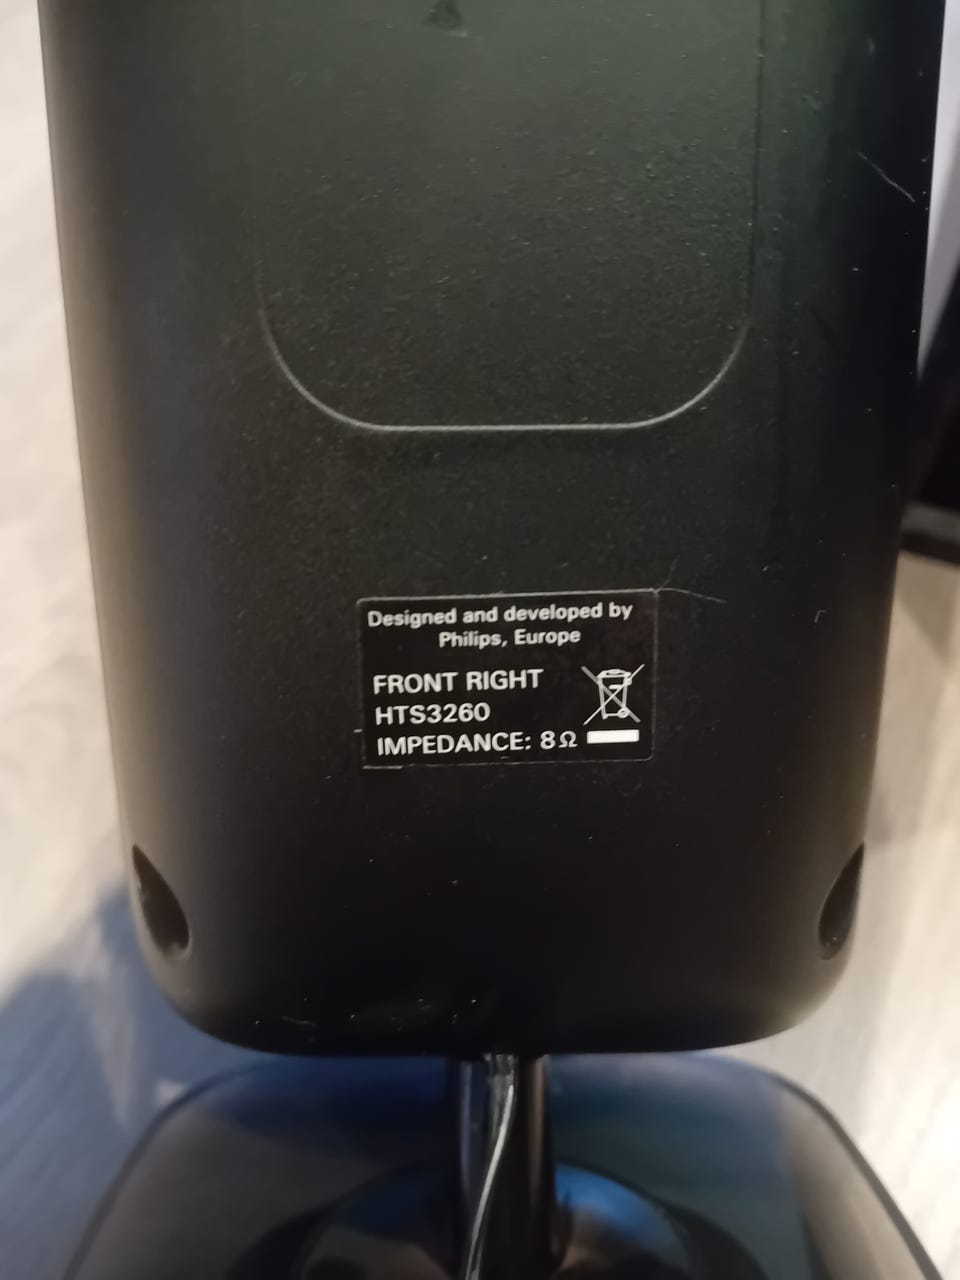 Designed and developed by
Philips, Europe
FRONT RIGHT
HTS3260
IMPEDANCE: 8Ω